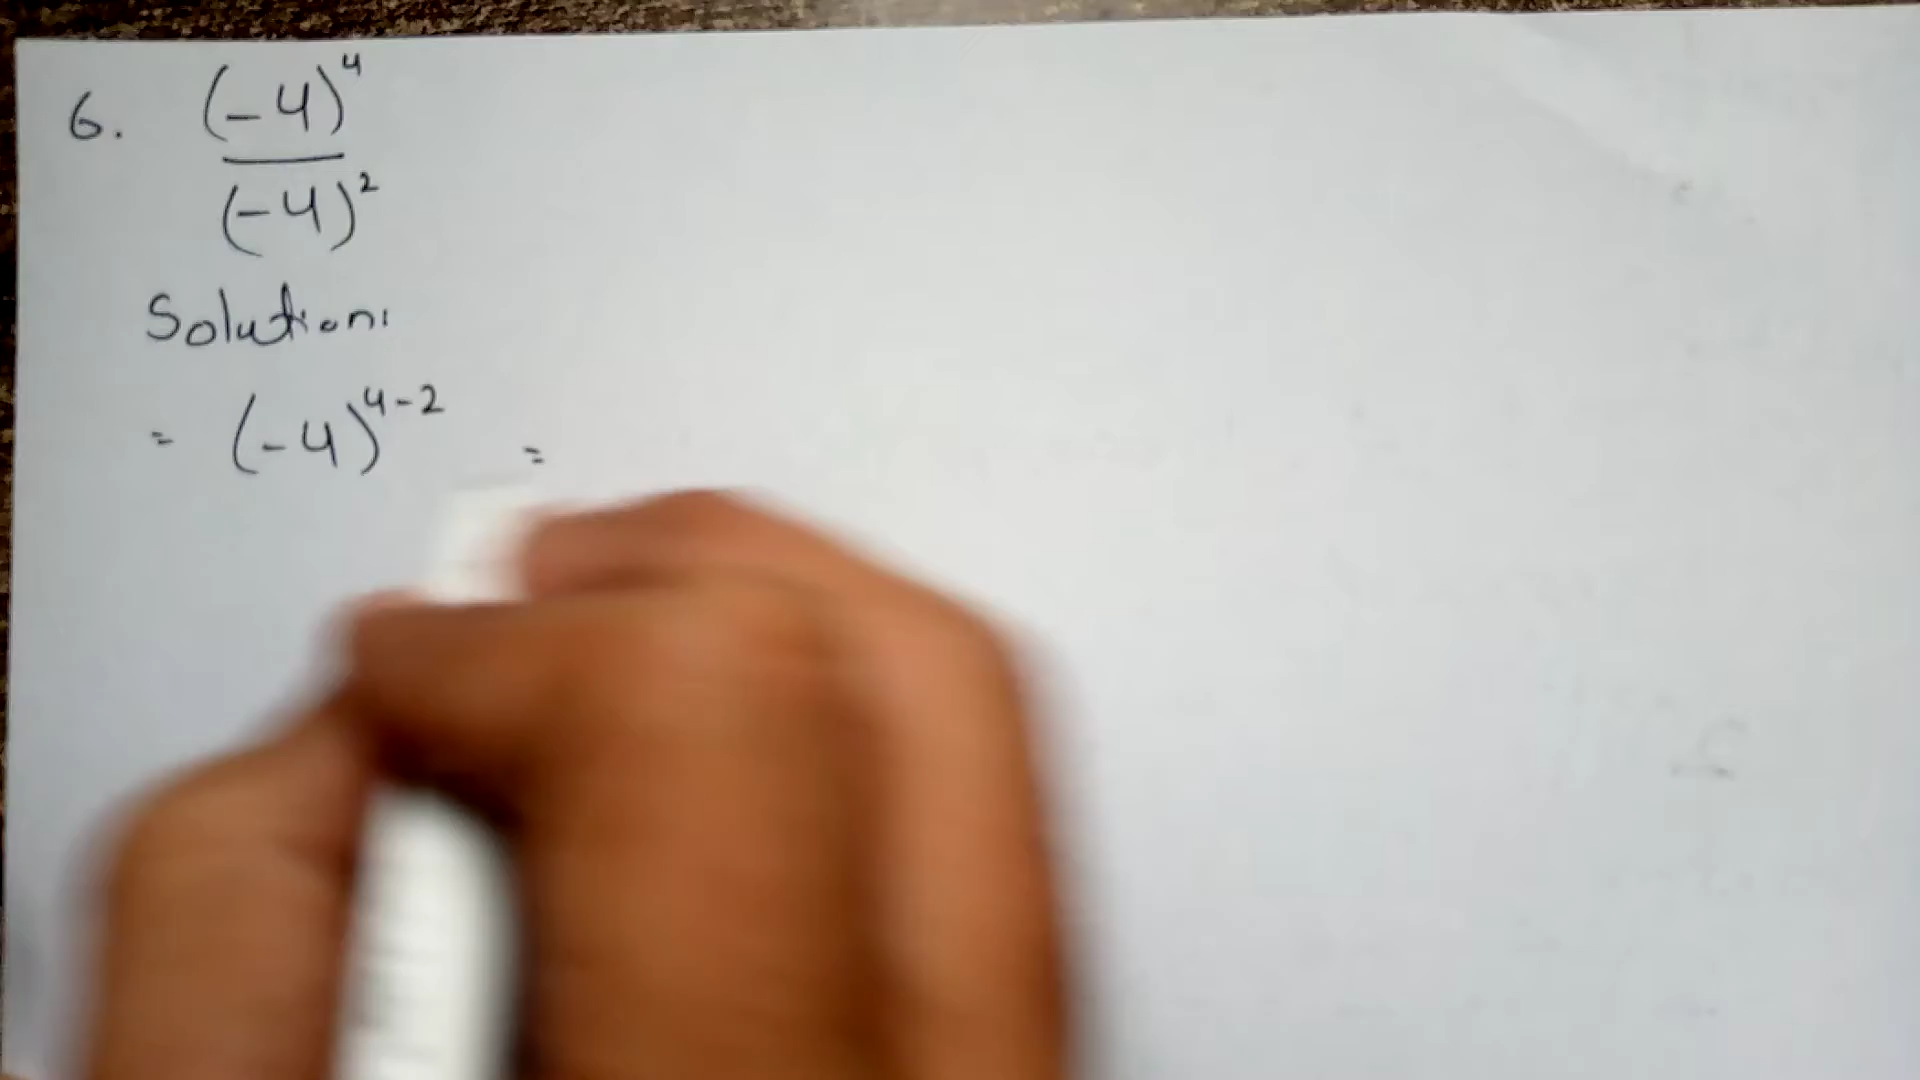 6. (-4)⁴
(-4)²
Solution:
= (-4)⁴⁻² =